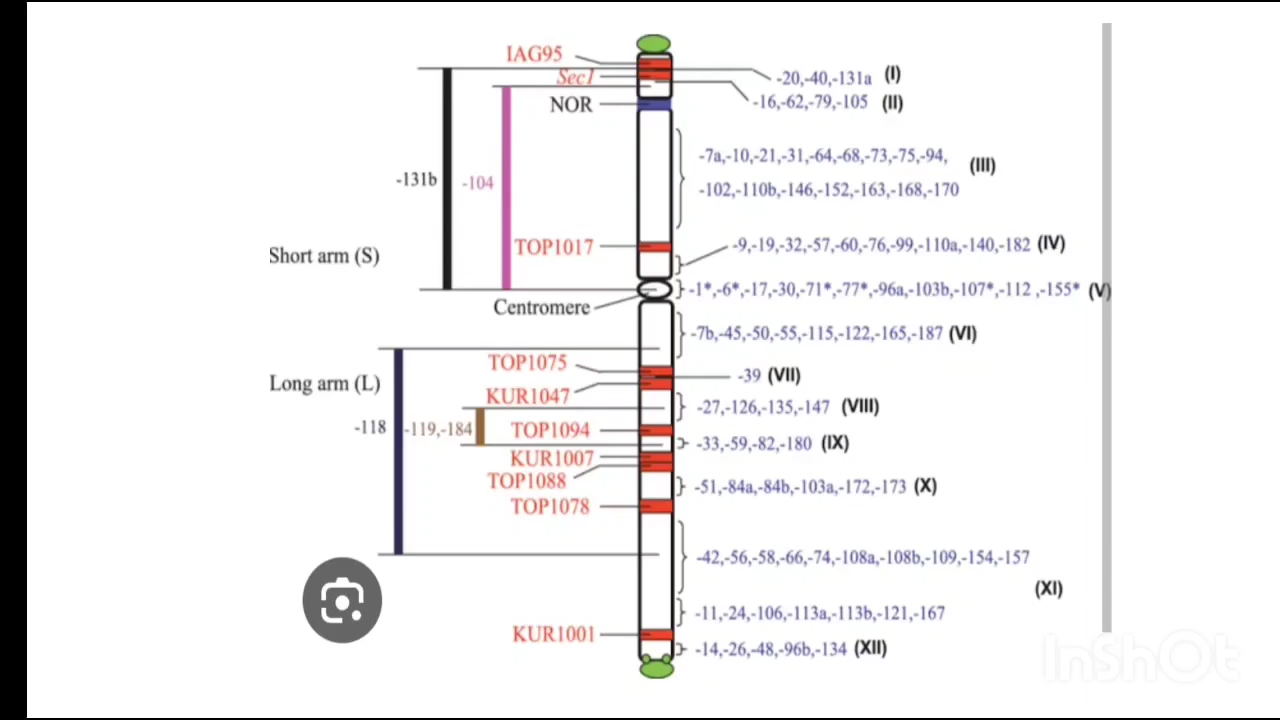 IAG95
-20,-40,-131a (I)
Sec1
-16,-62,-79,-105 (II)
NOR
-7a,-10,-21,-31,-64,-68,-73,-75,-94,
(III)
-102,-110b,-146,-152,-163,-168,-170
-131b
-104
TOP1017
-9,-19,-32,-57,-60,-76,-99,-110a,-140,-182 (IV)
Short arm (S)
-1*,-6*,-17,-30,-71*,-77*,-96a,-103b,-107*,-112 ,-155* (V)
Centromere
-7b,-45,-50,-55,-115,-122,-165,-187 (VI)
TOP1075
-39 (VII)
Long arm (L)
KUR1047
-27,-126,-135,-147 (VIII)
-118
-119,-184
TOP1094
-33,-59,-82,-180 (IX)
KUR1007
TOP1088
-51,-84a,-84b,-103a,-172,-173 (X)
TOP1078
-42,-56,-58,-66,-74,-108a,-108b,-109,-154,-157
(XI)
-11,-24,-106,-113a,-113b,-121,-167
KUR1001
-14,-26,-48,-96b,-134 (XII)
InShOt